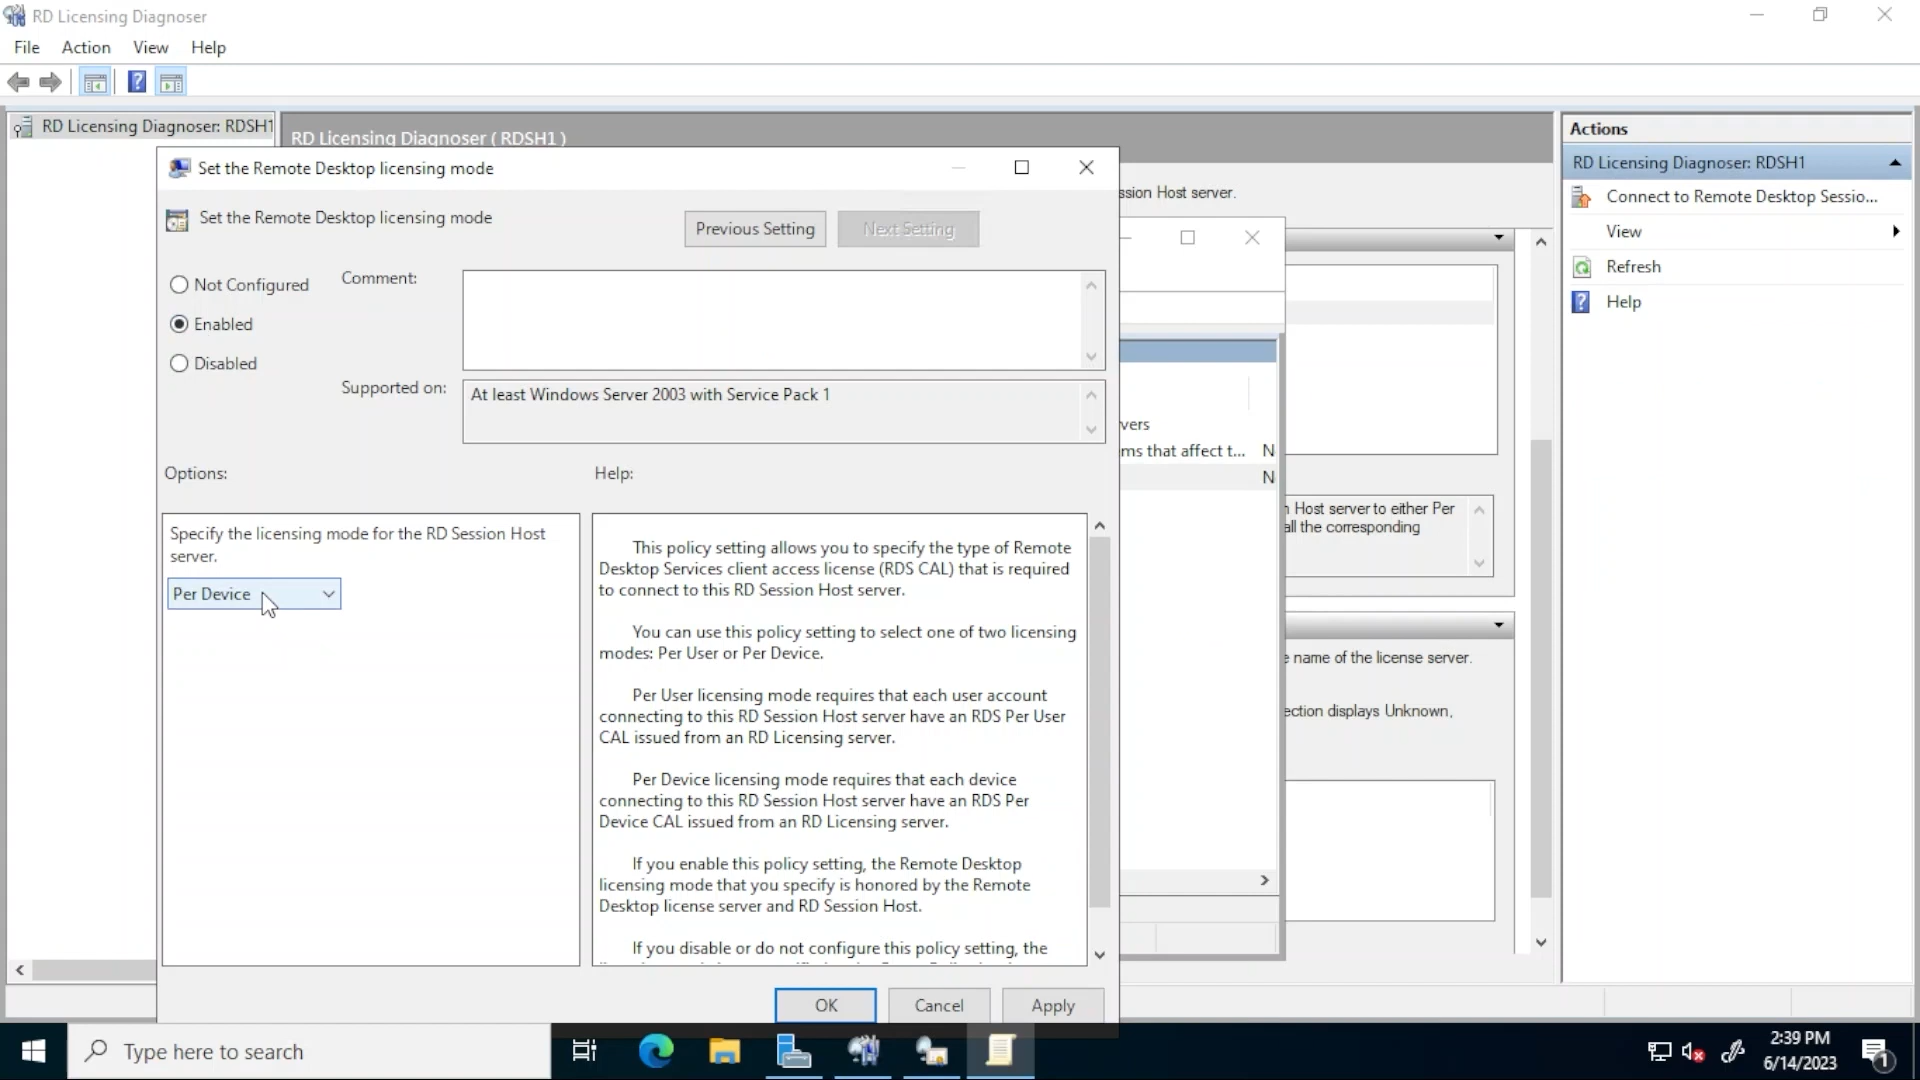 RD Licensing Diagnoser
File Action View Help
RD Licensing Diagnoser: RDSH1
RD Licensing Diagnoser ( RDSH1 )
Set the Remote Desktop licensing mode
Set the Remote Desktop licensing mode
Previous Setting
Next Setting
Not Configured
Enabled
Disabled
Comment:
Supported on:
At least Windows Server 2003 with Service Pack 1
Options:
Help:
Specify the licensing mode for the RD Session Host
server.
Per Device
This policy setting allows you to specify the type of Remote
Desktop Services client access license (RDS CAL) that is required
to connect to this RD Session Host server.
You can use this policy setting to select one of two licensing
modes: Per User or Per Device.
Per User licensing mode requires that each user account
connecting to this RD Session Host server have an RDS Per User
CAL issued from an RD Licensing server.
Per Device licensing mode requires that each device
connecting to this RD Session Host server have an RDS Per
Device CAL issued from an RD Licensing server.
If you enable this policy setting, the Remote Desktop
licensing mode that you specify is honored by the Remote
Desktop license server and RD Session Host.
If you disable or do not configure this policy setting, the
OK
Cancel
Apply
ssion Host server.
vers
ms that affect t... N
N
Host server to either Per
all the corresponding
e name of the license server.
ection displays Unknown,
Actions
RD Licensing Diagnoser: RDSH1
Connect to Remote Desktop Sessio...
View
Refresh
Help
Type here to search
2:39 PM
6/14/2023
1